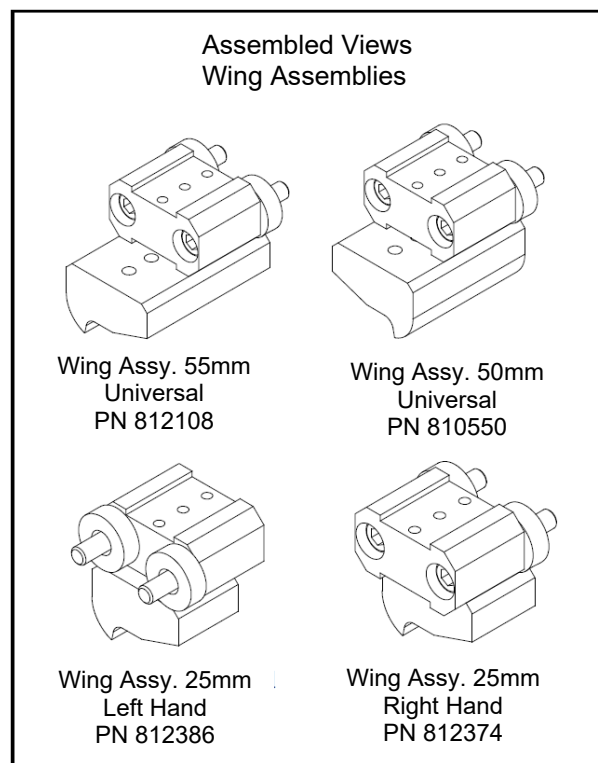 Assembled Views
Wing Assemblies
Wing Assy. 55mm
Universal
PN 812108
Wing Assy. 50mm
Universal
PN 810550
Wing Assy. 25mm
Left Hand
PN 812386
Wing Assy. 25mm
Right Hand
PN 812374